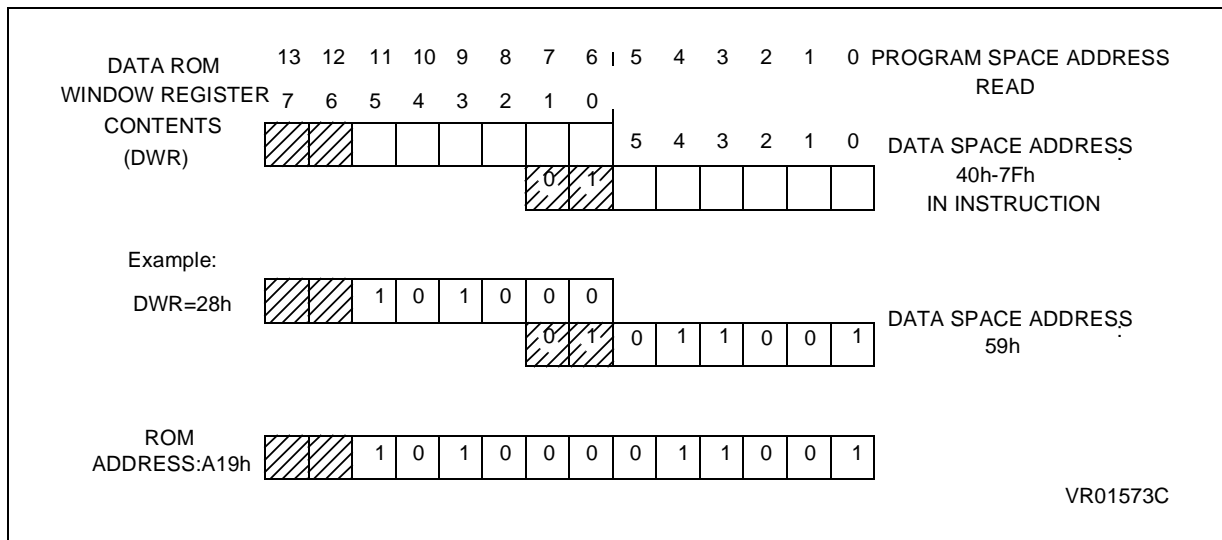 DATA ROM
WINDOW REGISTER
CONTENTS
(DWR)
13 12 11 10 9 8 7 6 5 4 3 2 1 0
PROGRAM SPACE ADDRESS
READ
7 6 5 4 3 2 1 0
5 4 3 2 1 0
DATA SPACE ADDRESS
:
40h-7Fh
IN INSTRUCTION
0 1
Example:
DWR=28h
1 0 1 0 0 0
0 1 0 1 1 0 0 1
DATA SPACE ADDRESS
:
59h
ROM
ADDRESS:A19h
1 0 1 0 0 0 0 1 1 0 0 1
VR01573C